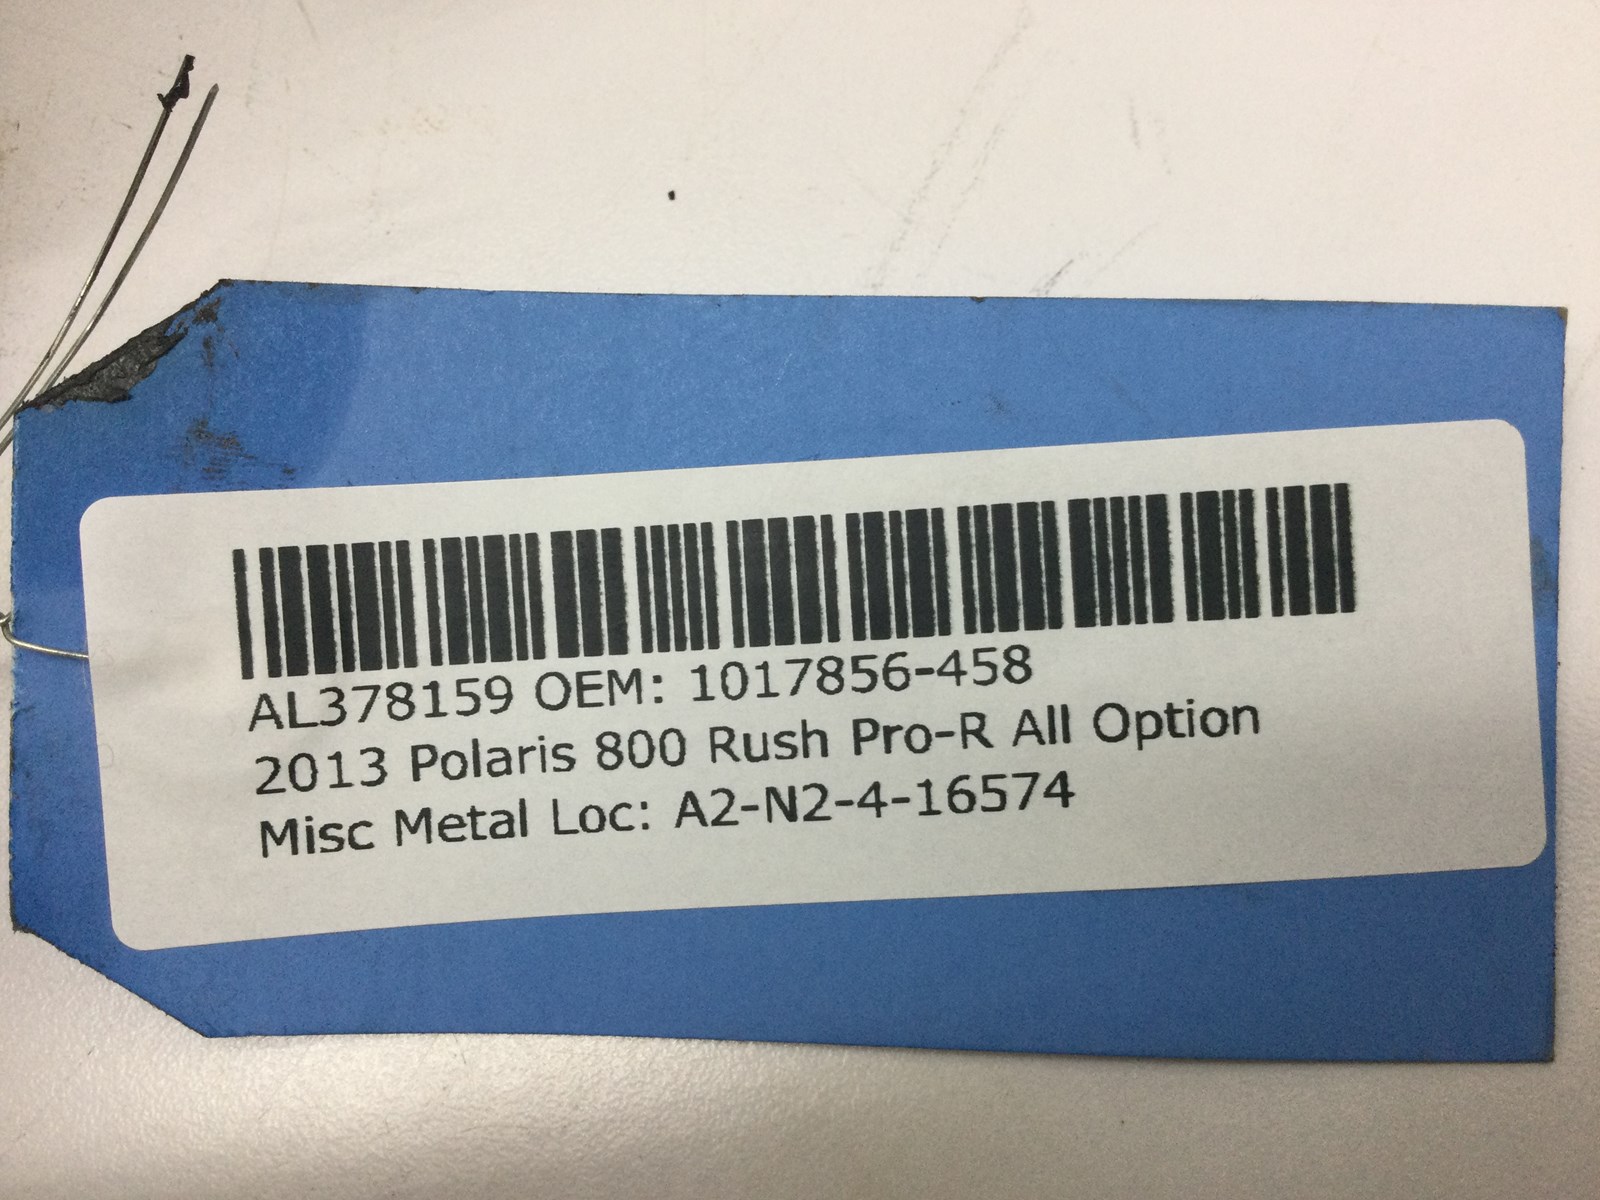 AL378159 OEM: 1017856-458
2013 Polaris 800 Rush Pro-R All Option
Misc Metal Loc: A2-N2-4-16574